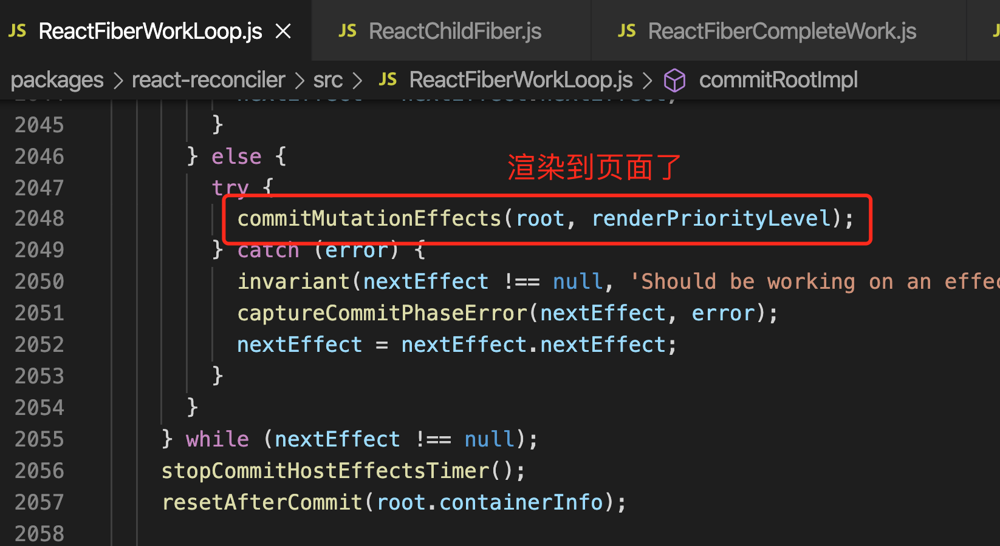 JS ReactFiberWorkLoop.js × JS ReactChildFiber.js JS ReactFiberCompleteWork.js
packages > react-reconciler > src > JS ReactFiberWorkLoop.js > commitRootImpl
2045 }
2046 } else {
渲染到页面了
2047 try {
2048 commitMutationEffects(root, renderPriorityLevel);
2049 } catch (error) {
2050 invariant(nextEffect !== null, 'Should be working on an effec
2051 captureCommitPhaseError(nextEffect, error);
2052 nextEffect = nextEffect.nextEffect;
2053 }
2054 }
2055 } while (nextEffect !== null);
2056 stopCommitHostEffectsTimer();
2057 resetAfterCommit(root.containerInfo);
2058